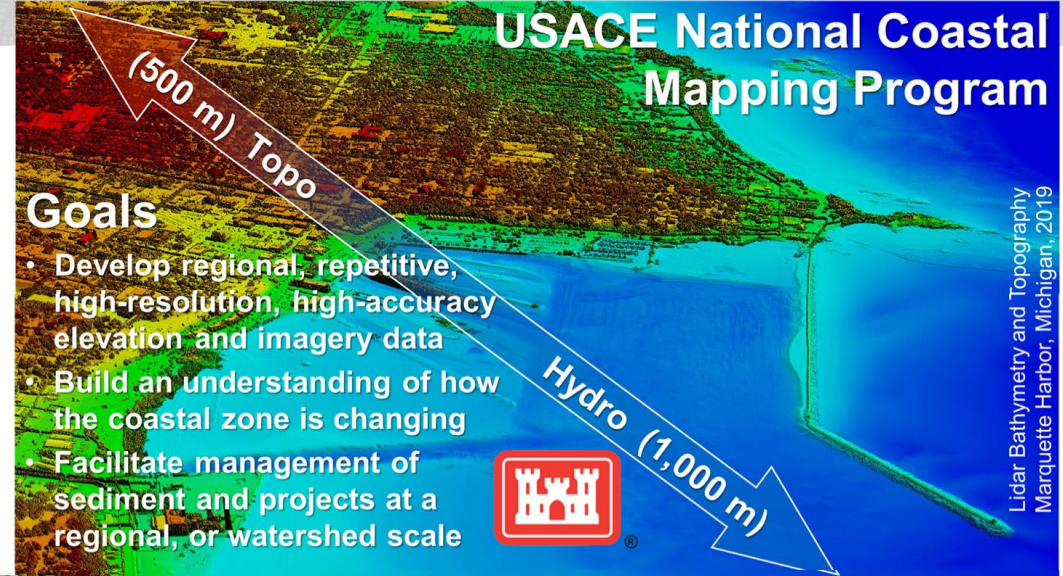 USACE National Coastal
Mapping Program
(500 m) Topo
Goals
• Develop regional, repetitive,
high-resolution, high-accuracy
elevation and imagery data
• Build an understanding of how
the coastal zone is changing
• Facilitate management of
sediment and projects at a
regional, or watershed scale
Hydro (1,000 m)
®
Lidar Bathymetry and Topography
Marquette Harbor, Michigan, 2019